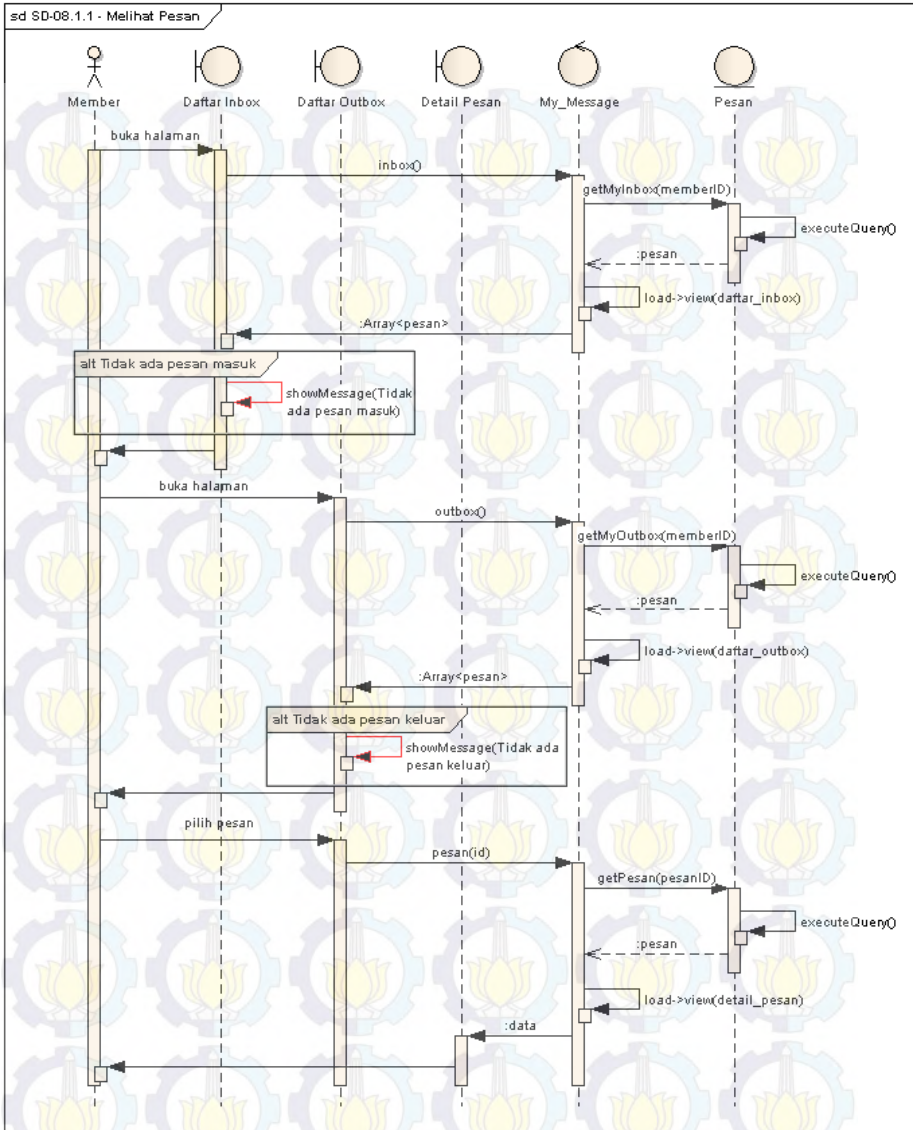 sd SD-08.1.1 - Melihat Pesan
Member
Daftar Inbox
Daftar Outbox
Detail Pesan
My_Message
Pesan
buka halaman
inbox()
getMyInbox(memberID)
executeQuery()
:pesan
load->view(daftar_inbox)
:Array<pesan>
alt Tidak ada pesan masuk
showMessage(Tidak
ada pesan masuk)
buka halaman
outbox()
getMyOutbox(memberID)
executeQuery()
:pesan
load->view(daftar_outbox)
:Array<pesan>
alt Tidak ada pesan keluar
showMessage(Tidak ada
pesan keluar)
pilih pesan
pesan(id)
getPesan(pesanID)
executeQuery()
:pesan
load->view(detail_pesan)
:data